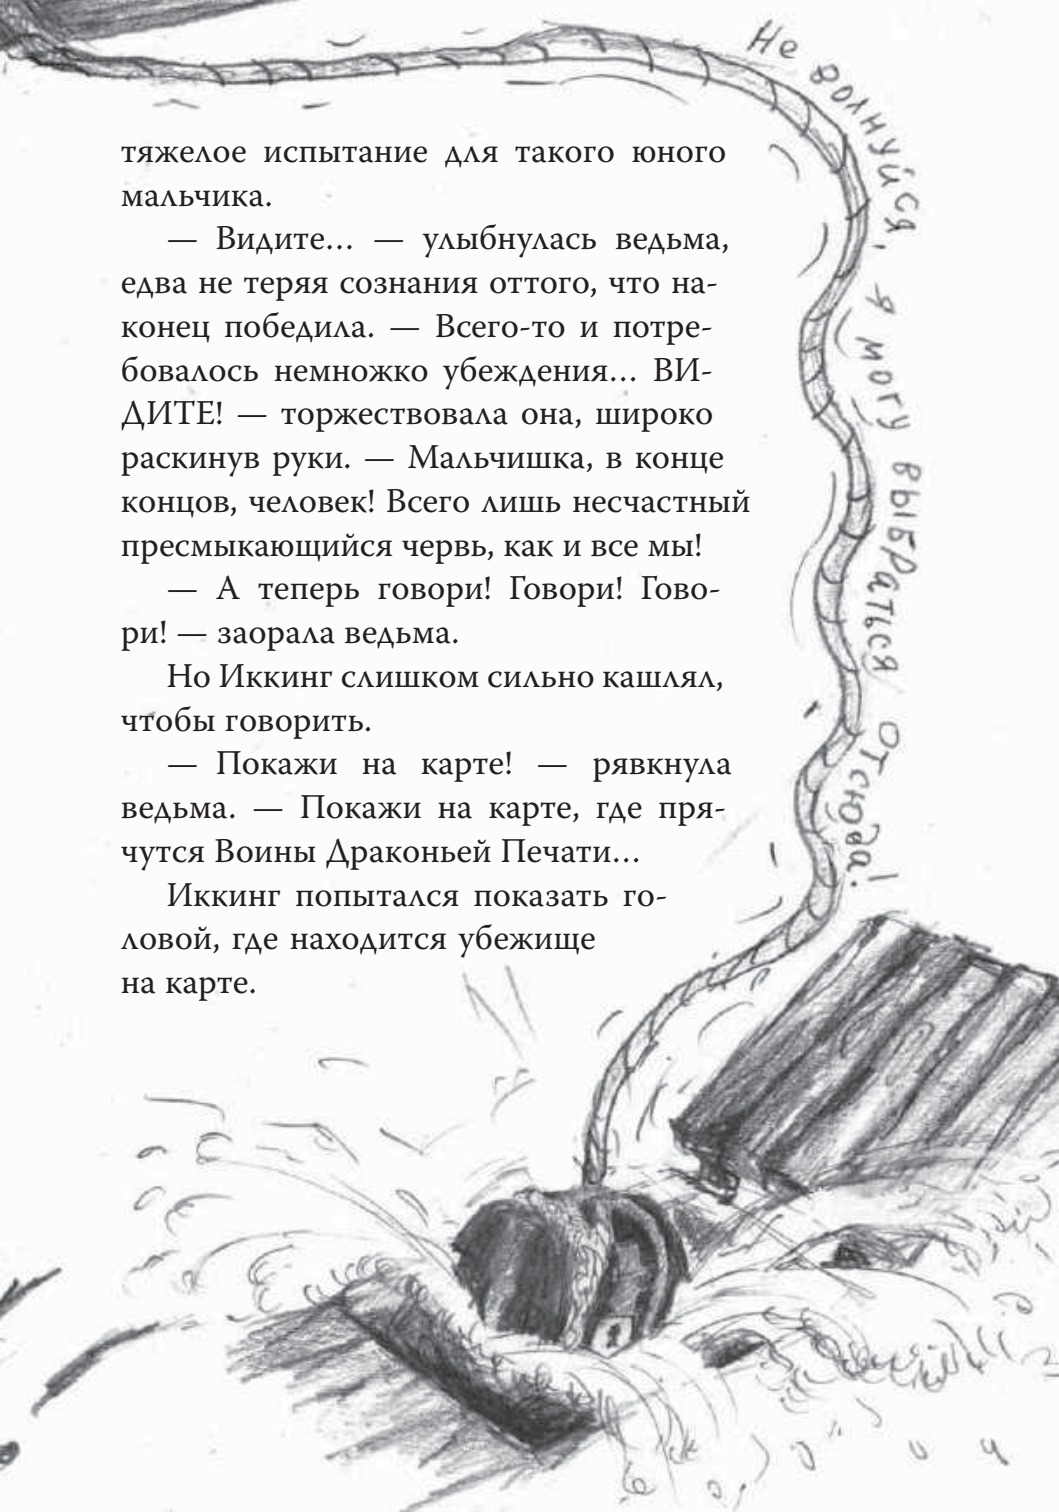 тяжелое испытание для такого юного
мальчика.
— Видите... — улыбнулась ведьма,
едва не теряя сознания оттого, что на-
конец победила. — Всего-то и потре-
бовалось немножко убеждения... ВИ-
ДИТЕ! — торжествовала она, широко
раскинув руки. — Мальчишка, в конце
концов, человек! Всего лишь несчастный
пресмыкающийся червь, как и все мы!
— А теперь говори! Говори! Гово-
ри! — заорала ведьма.
Но Иккинг слишком сильно кашлял,
чтобы говорить.
— Покажи на карте! — рявкнула
ведьма. — Покажи на карте, где пря-
чутся Воины Драконьей Печати...
Иккинг попытался показать го-
ловой, где находится убежище
на карте.
Не волнуйся, я могу выбраться отсюда!